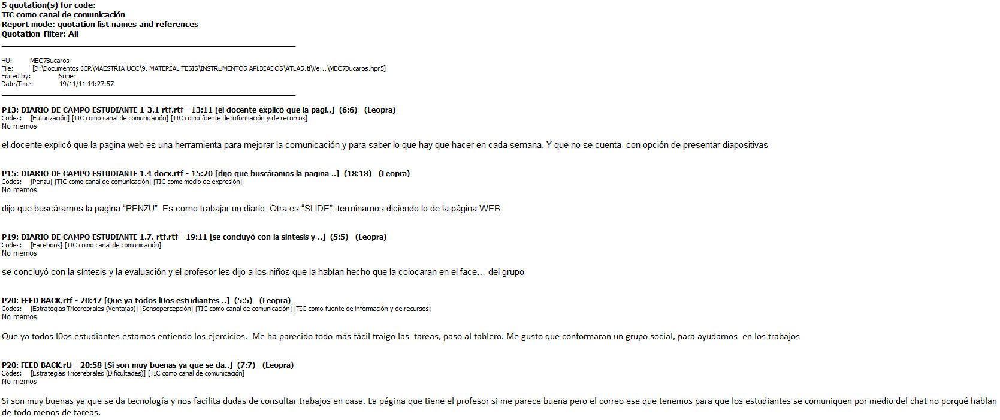 5 quotation(s) for code:
TIC como canal de comunicación
Report mode: quotation list names and references
Quotation-Filter: All
HU: MEC7Bucaros
File: [D:\Documentos JCR\MAESTRIA UCC\9. MATERIAL TESIS\INSTRUMENTOS APLICADOS\ATLAS.ti\Ve...\MEC7Bucaros.hpr5]
Edited by: Super
Date/Time: 19/11/11 14:27:57
P13: DIARIO DE CAMPO ESTUDIANTE 1-3.1 rtf.rtf - 13:11 [el docente explicó que la pagi..] (6:6) (Leopra)
Codes: [Futurización] [TIC como canal de comunicación] [TIC como fuente de información y de recursos]
No memos
el docente explicó que la pagina web es una herramienta para mejorar la comunicación y para saber lo que hay que hacer en cada semana. Y que no se cuenta con opción de presentar diapositivas
P15: DIARIO DE CAMPO ESTUDIANTE 1.4 docx.rtf - 15:20 [dijo que buscáramos la pagina ..] (18:18) (Leopra)
Codes: [Penzu] [TIC como canal de comunicación] [TIC como medio de expresión]
No memos
dijo que buscáramos la pagina “PENZU”. Es como trabajar un diario. Otra es “SLIDE”: terminamos diciendo lo de la página WEB.
P19: DIARIO DE CAMPO ESTUDIANTE 1.7. rtf.rtf - 19:11 [se concluyó con la síntesis y ..] (5:5) (Leopra)
Codes: [Facebook] [TIC como canal de comunicación]
No memos
se concluyó con la síntesis y la evaluación y el profesor les dijo a los niños que la habían hecho que la colocaran en el face… del grupo
P20: FEED BACK.rtf - 20:47 [Que ya todos l0os estudiantes ..] (5:5) (Leopra)
Codes: [Estrategias Tricerebrales (Ventajas)] [Sensopercepción] [TIC como canal de comunicación] [TIC como fuente de información y de recursos]
No memos
Que ya todos l0os estudiantes estamos entiendo los ejercicios. Me ha parecido todo más fácil traigo las tareas, paso al tablero. Me gusto que conformaran un grupo social, para ayudarnos en los trabajos
P20: FEED BACK.rtf - 20:58 [Si son muy buenas ya que se da..] (7:7) (Leopra)
Codes: [Estrategias Tricerebrales (Dificultades)] [TIC como canal de comunicación]
No memos
Si son muy buenas ya que se da tecnología y nos facilita dudas de consultar trabajos en casa. La página que tiene el profesor si me parece buena pero el correo ese que tenemos para que los estudiantes se comuniquen por medio del chat no porqué hablan
de todo menos de tareas.